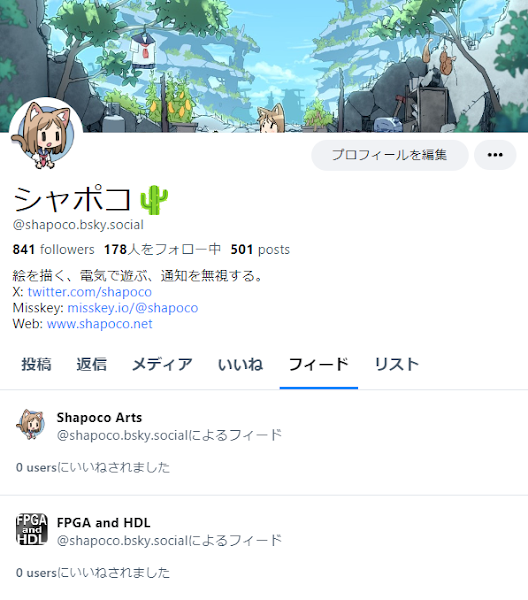 プロフィールを編集
シャポコ🌵
@shapoco.bsky.social
841 followers 178人をフォロー中 501 posts
絵を描く、電気で遊ぶ、通知を無視する。
X: twitter.com/shapoco
Misskey: misskey.io/@shapoco
Web: www.shapoco.net
投稿 返信 メディア いいね フィード リスト
Shapoco Arts
@shapoco.bsky.socialによるフィード
0 usersにいいねされました
FPGA
and
HDL
FPGA and HDL
@shapoco.bsky.socialによるフィード
0 usersにいいねされました